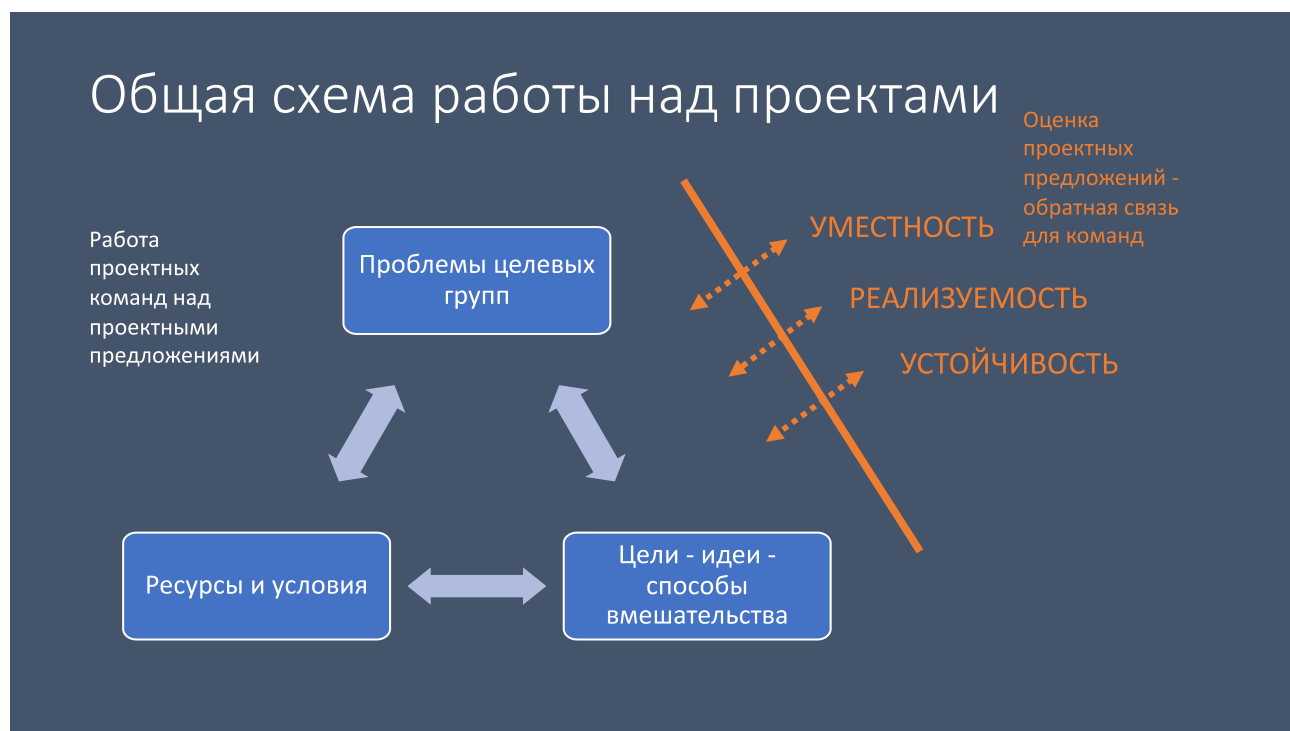 Общая схема работы над проектами
Оценка
проектных
предложений -
обратная связь
для команд
Работа
проектных
команд над
проектными
предложениями
Проблемы целевых
групп
УМЕСТНОСТЬ
РЕАЛИЗУЕМОСТЬ
УСТОЙЧИВОСТЬ
Ресурсы и условия
Цели - идеи -
способы
вмешательства